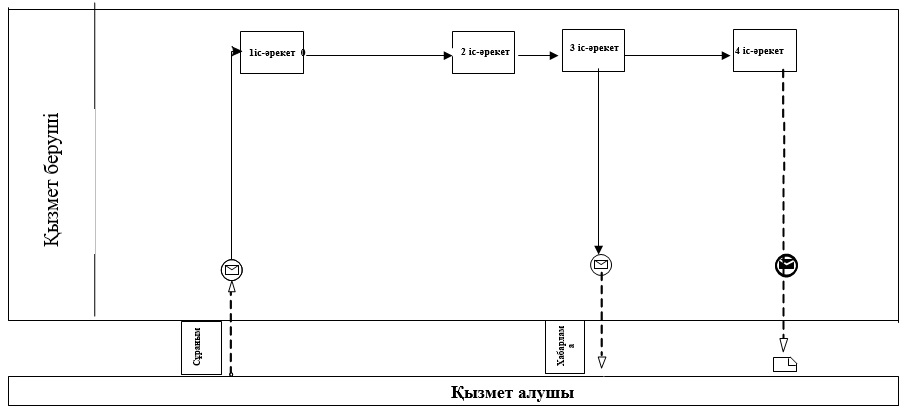 Қызмет беруші
1іс-әрекет 0
2 іс-әрекет
3 іс-әрекет
4 іс-әрекет
Сұраным
Хабарлам
а
Қызмет алушы